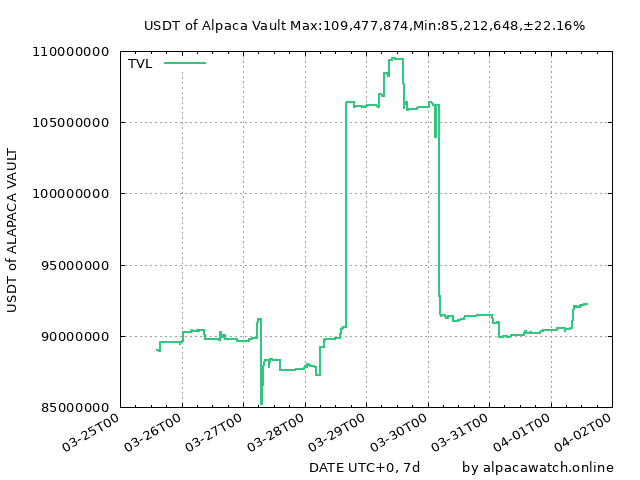 USDT of Alpaca Vault Max:109,477,874,Min:85,212,648,±22.16%
TVL
110000000
105000000
100000000
95000000
90000000
85000000
USDT of ALAPACA VAULT
03-25T00
03-26T00
03-27T00
03-28T00
03-29T00
03-30T00
03-31T00
04-01T00
04-02T00
DATE UTC+0, 7d
by alpacawatch.online